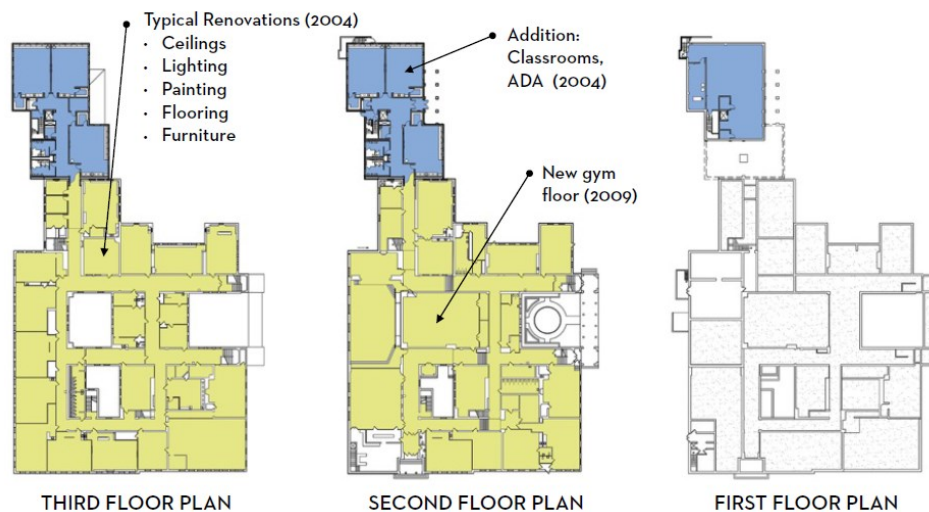 Typical Renovations (2004)
· Ceilings
· Lighting
· Painting
· Flooring
· Furniture
Addition:
Classrooms,
ADA (2004)
New gym
floor (2009)
THIRD FLOOR PLAN
SECOND FLOOR PLAN
FIRST FLOOR PLAN